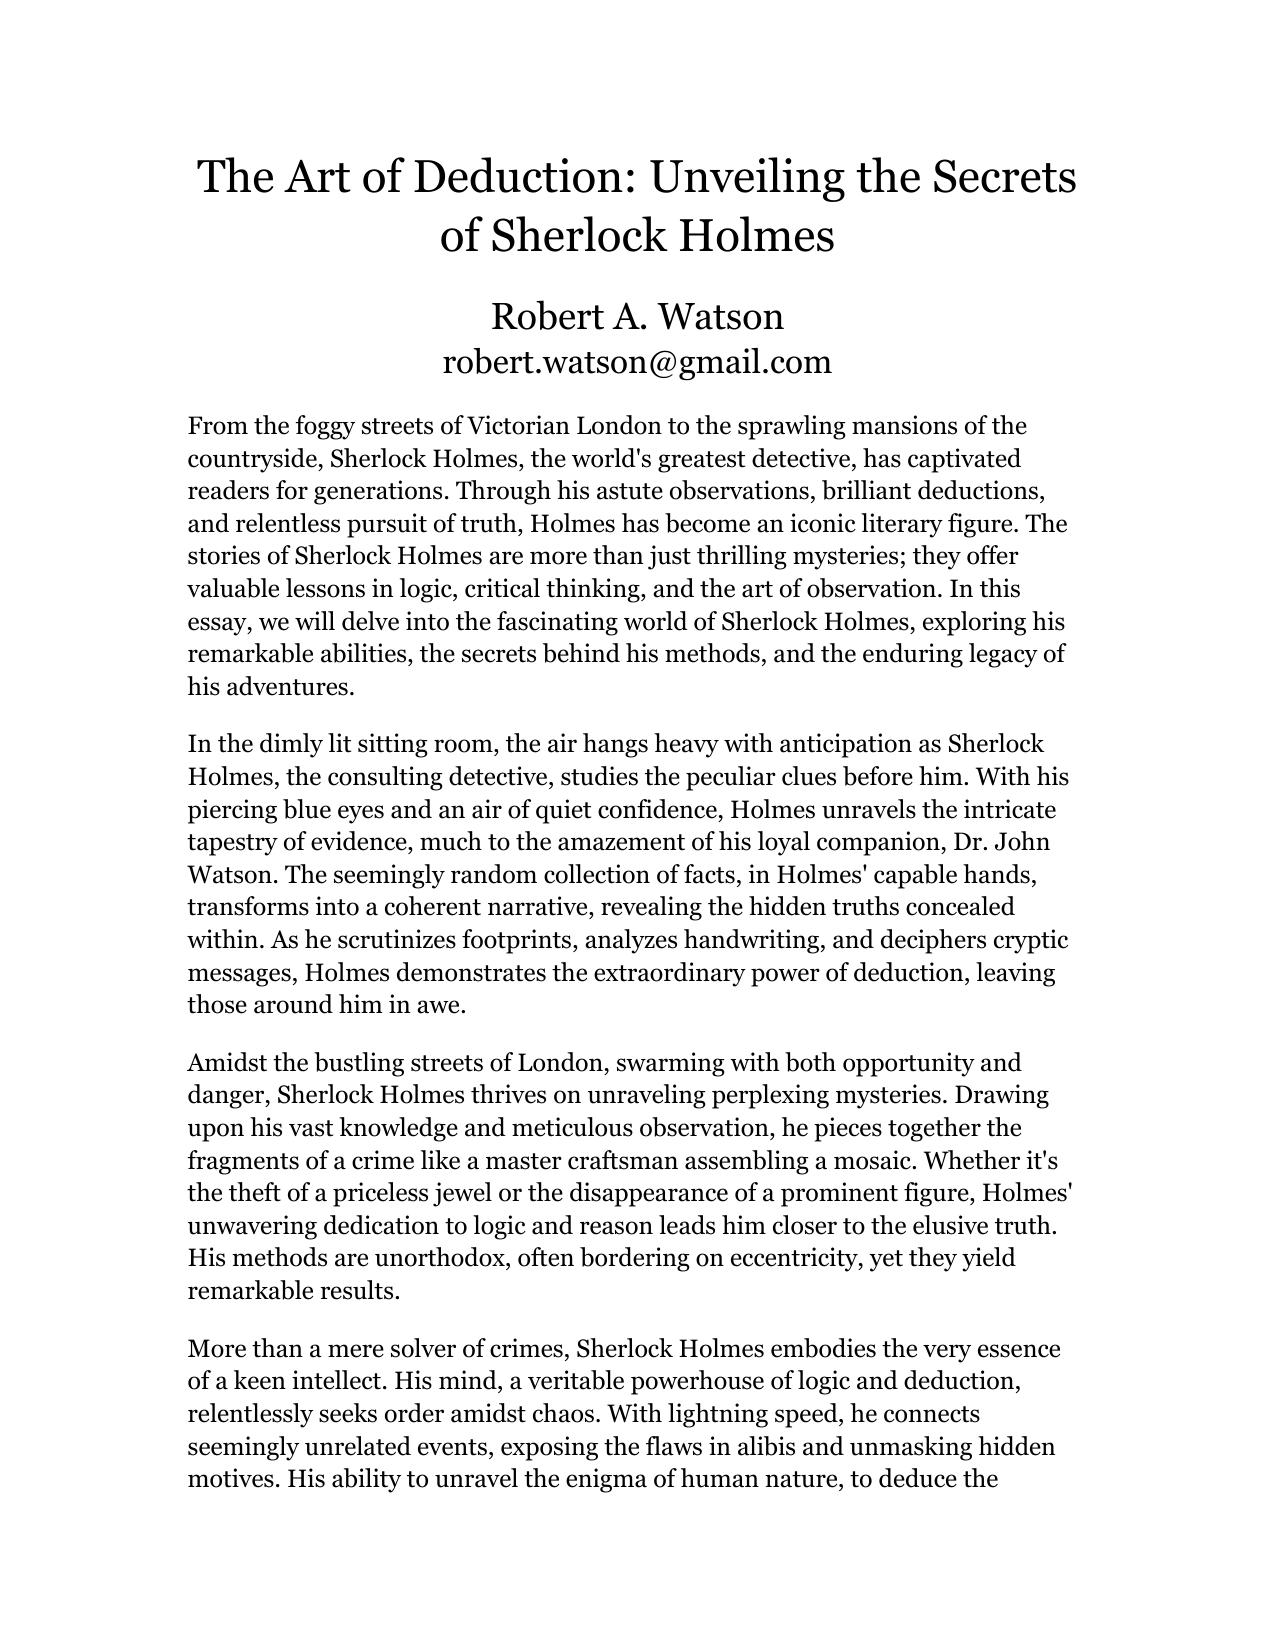 The Art of Deduction: Unveiling the Secrets
of Sherlock Holmes
Robert A. Watson
robert.watson@gmail.com
From the foggy streets of Victorian London to the sprawling mansions of the
countryside, Sherlock Holmes, the world's greatest detective, has captivated
readers for generations. Through his astute observations, brilliant deductions,
and relentless pursuit of truth, Holmes has become an iconic literary figure. The
stories of Sherlock Holmes are more than just thrilling mysteries; they offer
valuable lessons in logic, critical thinking, and the art of observation. In this
essay, we will delve into the fascinating world of Sherlock Holmes, exploring his
remarkable abilities, the secrets behind his methods, and the enduring legacy of
his adventures.
In the dimly lit sitting room, the air hangs heavy with anticipation as Sherlock
Holmes, the consulting detective, studies the peculiar clues before him. With his
piercing blue eyes and an air of quiet confidence, Holmes unravels the intricate
tapestry of evidence, much to the amazement of his loyal companion, Dr. John
Watson. The seemingly random collection of facts, in Holmes' capable hands,
transforms into a coherent narrative, revealing the hidden truths concealed
within. As he scrutinizes footprints, analyzes handwriting, and deciphers cryptic
messages, Holmes demonstrates the extraordinary power of deduction, leaving
those around him in awe.
Amidst the bustling streets of London, swarming with both opportunity and
danger, Sherlock Holmes thrives on unraveling perplexing mysteries. Drawing
upon his vast knowledge and meticulous observation, he pieces together the
fragments of a crime like a master craftsman assembling a mosaic. Whether it's
the theft of a priceless jewel or the disappearance of a prominent figure, Holmes'
unwavering dedication to logic and reason leads him closer to the elusive truth.
His methods are unorthodox, often bordering on eccentricity, yet they yield
remarkable results.
More than a mere solver of crimes, Sherlock Holmes embodies the very essence
of a keen intellect. His mind, a veritable powerhouse of logic and deduction,
relentlessly seeks order amidst chaos. With lightning speed, he connects
seemingly unrelated events, exposing the flaws in alibis and unmasking hidden
motives. His ability to unravel the enigma of human nature, to deduce the